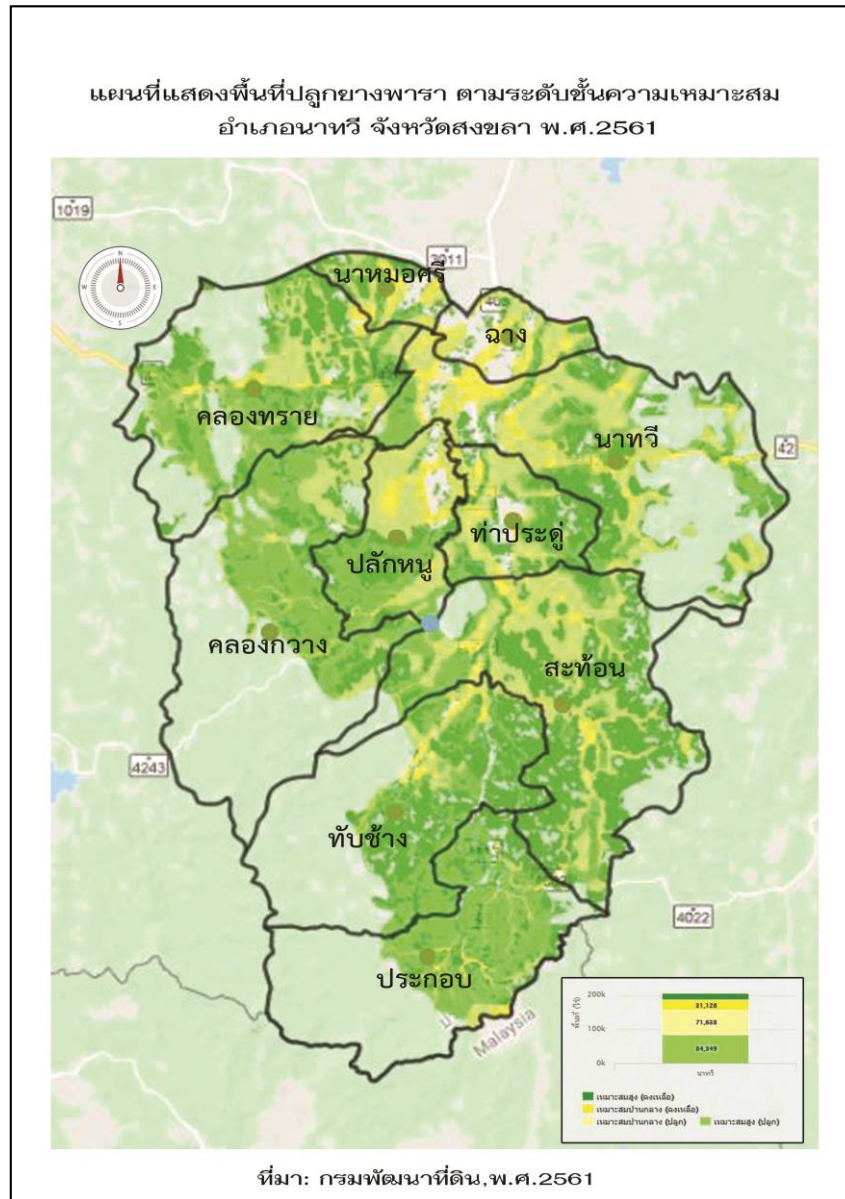 แผนที่แสดงพื้นที่ปลูกยางพารา ตามระดับชั้นความเหมาะสม
อำเภอนาทวี จังหวัดสงขลา พ.ศ.2561
1019
N
W
E
S
นาหมอศรี
ฉาง
คลองทราย
นาทวี
42
ท่าประดู่
ปลักหนู
คลองกวาง
สะท้อน
4243
ทับช้าง
4022
ประกอบ
Malaysia
พื้นที่ (ไร่)
200k
100k
0k
31,128
71,638
84,349
นาทวี
เหมาะสมสูง (คงเหลือ)
เหมาะสมปานกลาง (คงเหลือ)
เหมาะสมปานกลาง (ปลูก) เหมาะสมสูง (ปลูก)
ที่มา: กรมพัฒนาที่ดิน,พ.ศ.2561